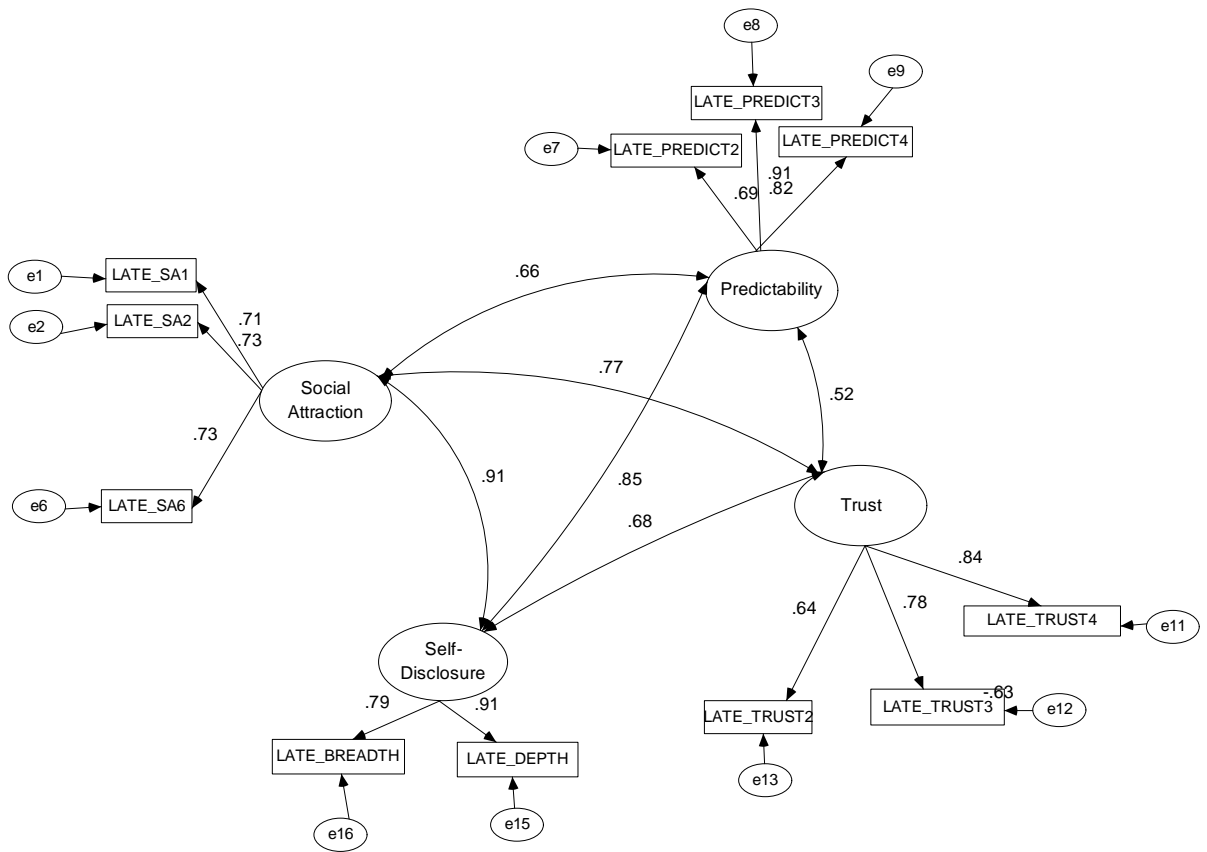 e8
e9
LATE_PREDICT3
LATE_PREDICT4
e7
LATE_PREDICT2
.91
.69
.82
e1
LATE_SA1
.66
Predictability
e2
LATE_SA2
.71
.73
.77
Social
Attraction
.52
.73
.91
.85
e6
LATE_SA6
Trust
.68
.84
.64
.78
LATE_TRUST4
e11
Self-
Disclosure
.79
.91
-.63
LATE_TRUST2
LATE_TRUST3
e12
LATE_BREADTH
LATE_DEPTH
e13
e16
e15